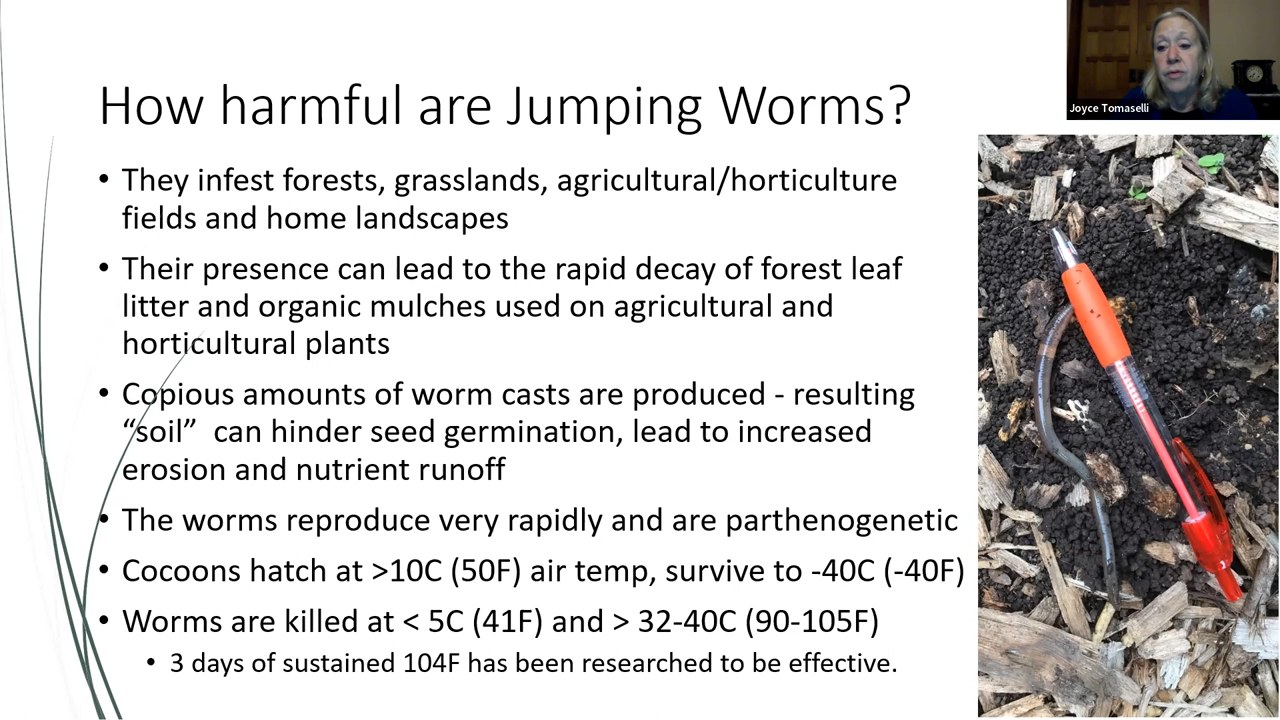 Joyce Tomaselli
How harmful are Jumping Worms?
• They infest forests, grasslands, agricultural/horticulture
fields and home landscapes
• Their presence can lead to the rapid decay of forest leaf
litter and organic mulches used on agricultural and
horticultural plants
• Copious amounts of worm casts are produced - resulting
“soil”  can hinder seed germination, lead to increased
erosion and nutrient runoff
• The worms reproduce very rapidly and are parthenogenetic
• Cocoons hatch at >10C (50F) air temp, survive to -40C (-40F)
• Worms are killed at < 5C (41F) and > 32-40C (90-105F)
• 3 days of sustained 104F has been researched to be effective.